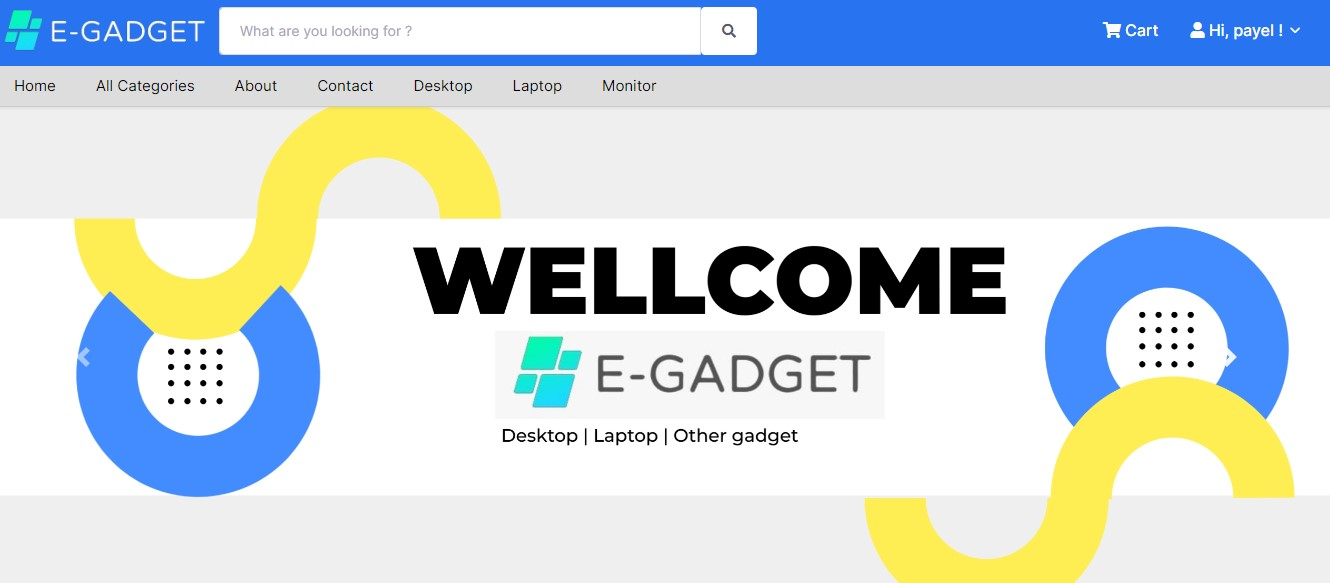 E-GADGET
What are you looking for ?
Cart
Hi, payel !
Home
All Categories
About
Contact
Desktop
Laptop
Monitor
WELLCOME
E-GADGET
Desktop | Laptop | Other gadget